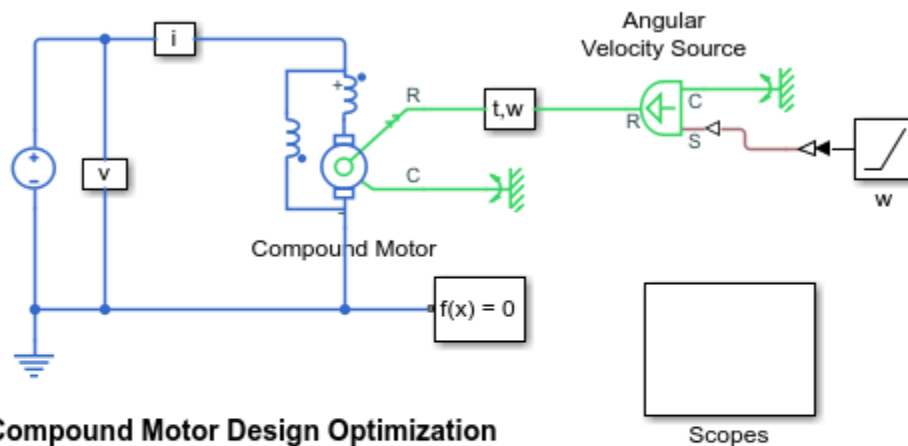 Angular
Velocity Source
i
R
t,w
C
R
S
v
C
w
Compound Motor
f(x) = 0
Compound Motor Design Optimization
Scopes